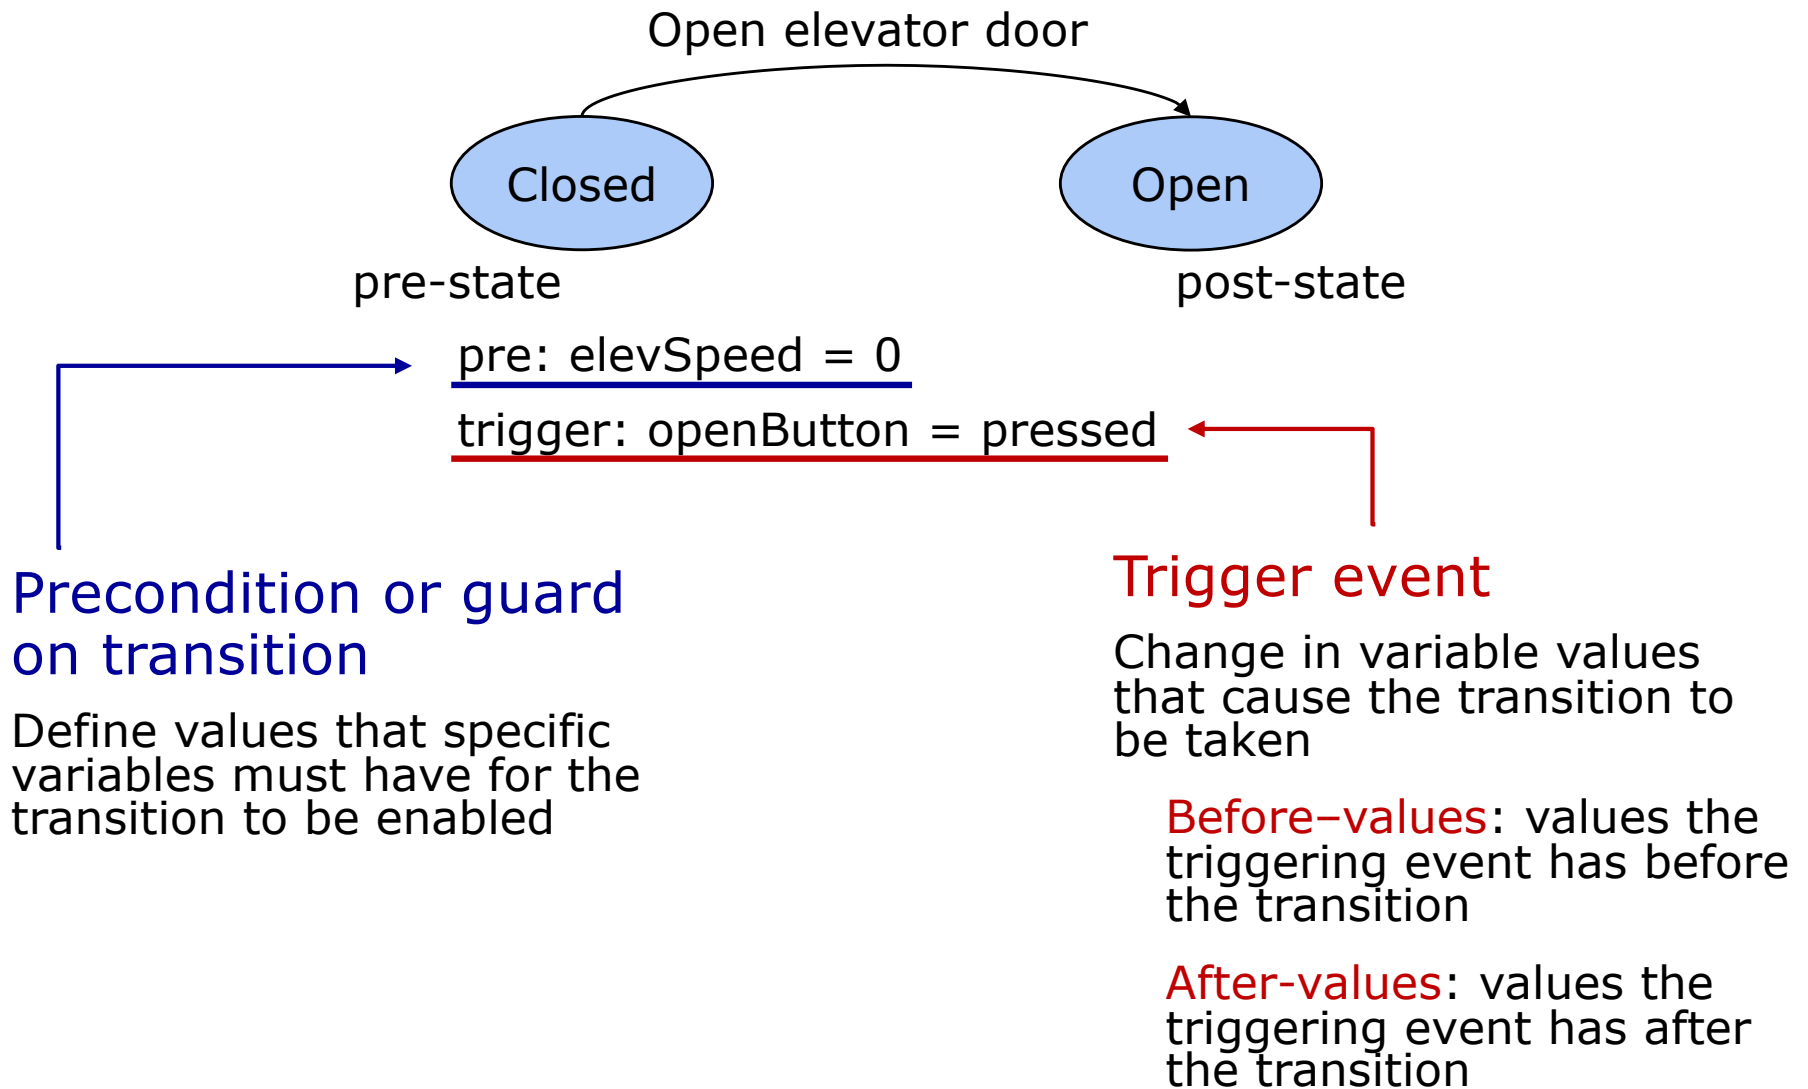 Open elevator door
Closed
Open
pre-state
post-state
pre: elevSpeed = 0
trigger: openButton = pressed
Precondition or guard
on transition
Define values that specific
variables must have for the
transition to be enabled
Trigger event
Change in variable values
that cause the transition to
be taken
Before–values: values the
triggering event has before
the transition
After-values: values the
triggering event has after
the transition